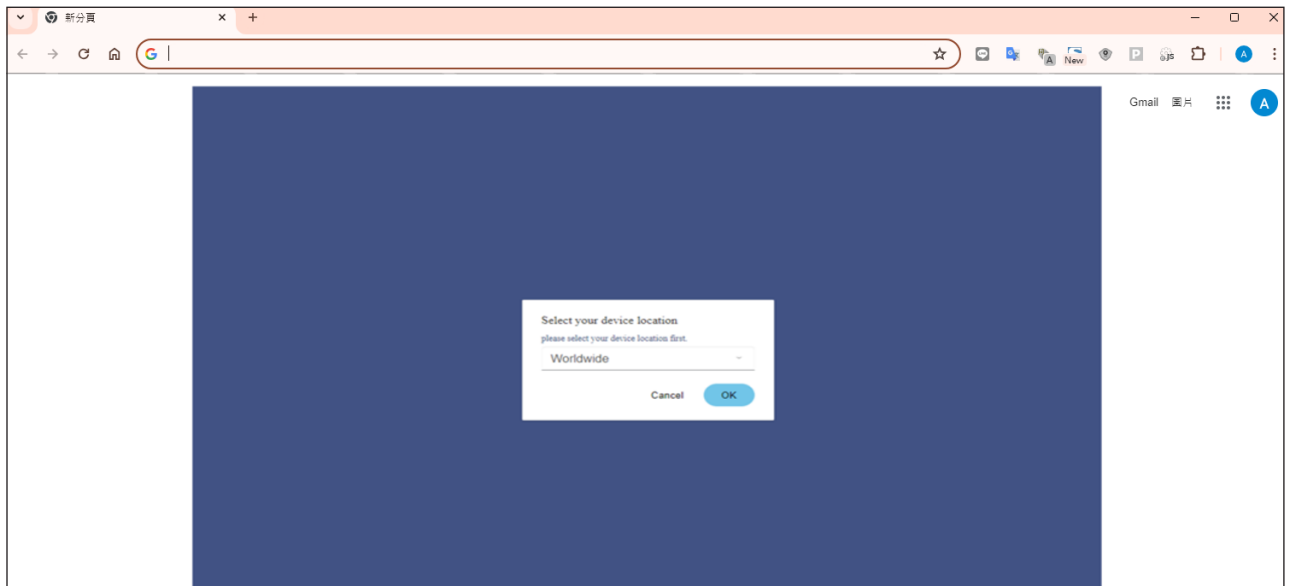 新分頁
Gmail 圖片
A
New
A
js
P
A
Select your device location
please select your device location first.
Worldwide
Cancel OK